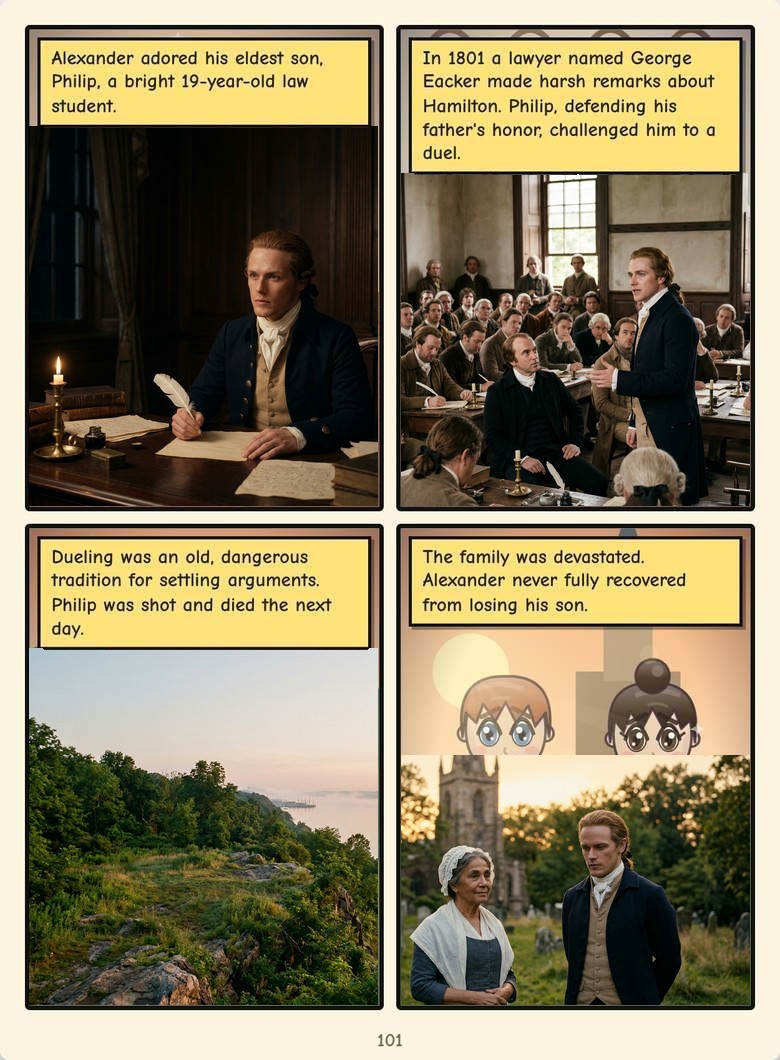 Alexander adored his eldest son,
Philip, a bright 19-year-old law
student.
In 1801 a lawyer named George
Eacker made harsh remarks about
Hamilton. Philip, defending his
father's honor, challenged him to a
duel.
Dueling was an old, dangerous
tradition for settling arguments.
Philip was shot and died the next
day.
The family was devastated.
Alexander never fully recovered
from losing his son.
101